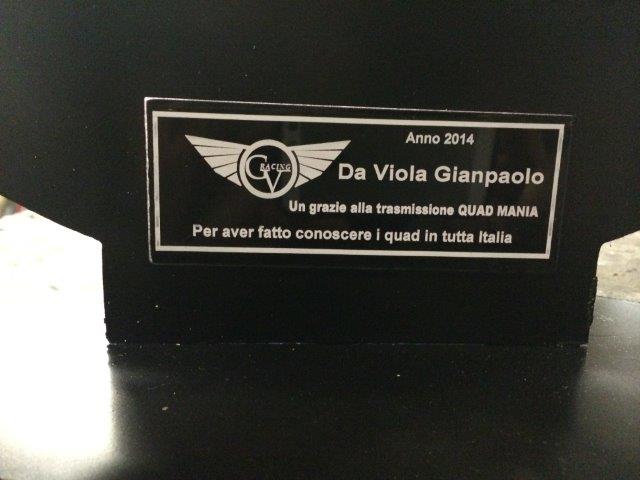 Anno 2014
GV RACING
Da Viola Gianpaolo
Un grazie alla trasmissione QUAD MANIA
Per aver fatto conoscere i quad in tutta Italia